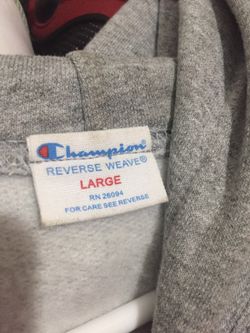 Champion
REVERSE WEAVE®
LARGE
RN 26094
FOR CARE SEE REVERSE